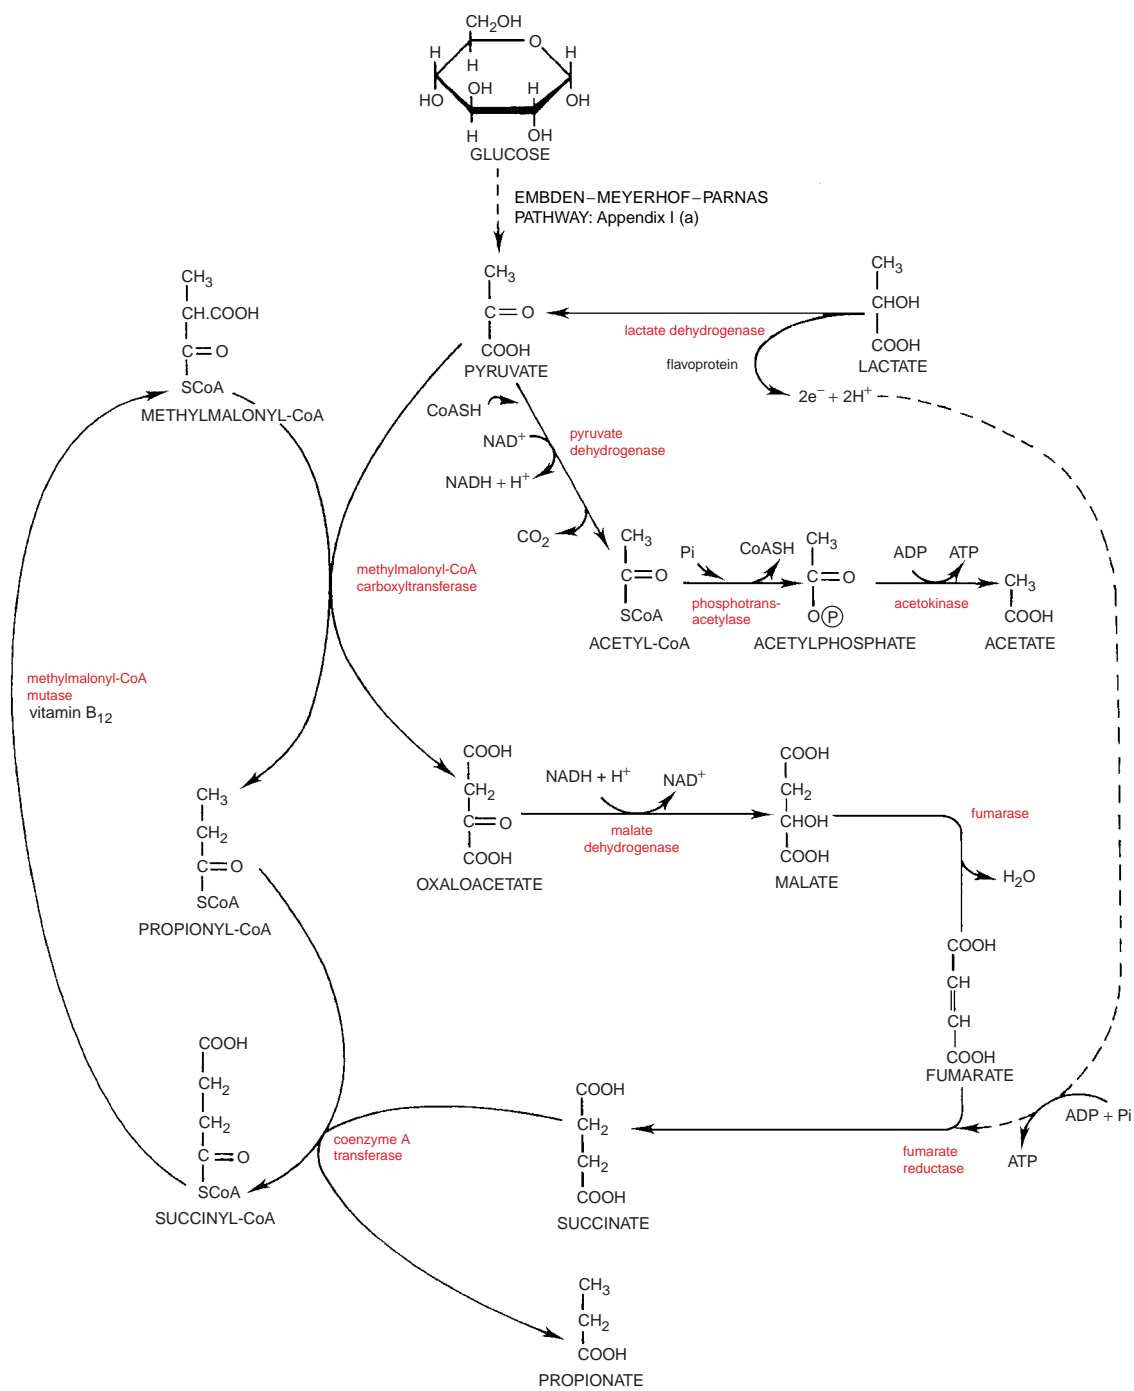 CH2OH
O
H
H
H
H
OH
H
HO
OH
H
OH
GLUCOSE
EMBDEN–MEYERHOF–PARNAS
PATHWAY: Appendix I (a)
CH3
C=O
COOH
PYRUVATE
CH3
CHOH
COOH
LACTATE
lactate dehydrogenase
flavoprotein
2e− + 2H+
CH3
CH.COOH
C=O
SCoA
METHYLMALONYL-CoA
CoASH
NAD+
NADH + H+
CO2
pyruvate
dehydrogenase
CH3
C=O
SCoA
ACETYL-CoA
Pi
CoASH
phosphotrans-
acetylase
CH3
C=O
OP
ACETYLPHOSPHATE
ADP
ATP
acetokinase
CH3
COOH
ACETATE
methylmalonyl-CoA
carboxyltransferase
methylmalonyl-CoA
mutase
vitamin B12
COOH
CH2
C=O
COOH
OXALOACETATE
NADH + H+
NAD+
malate
dehydrogenase
COOH
CH2
CHOH
COOH
MALATE
fumarase
H2O
CH3
CH2
C=O
SCoA
PROPIONYL-CoA
COOH
CH
CH
COOH
FUMARATE
ADP + Pi
ATP
fumarate
reductase
COOH
CH2
CH2
COOH
SUCCINATE
coenzyme A
transferase
COOH
CH2
CH2
C=O
SCoA
SUCCINYL-CoA
CH3
CH2
COOH
PROPIONATE